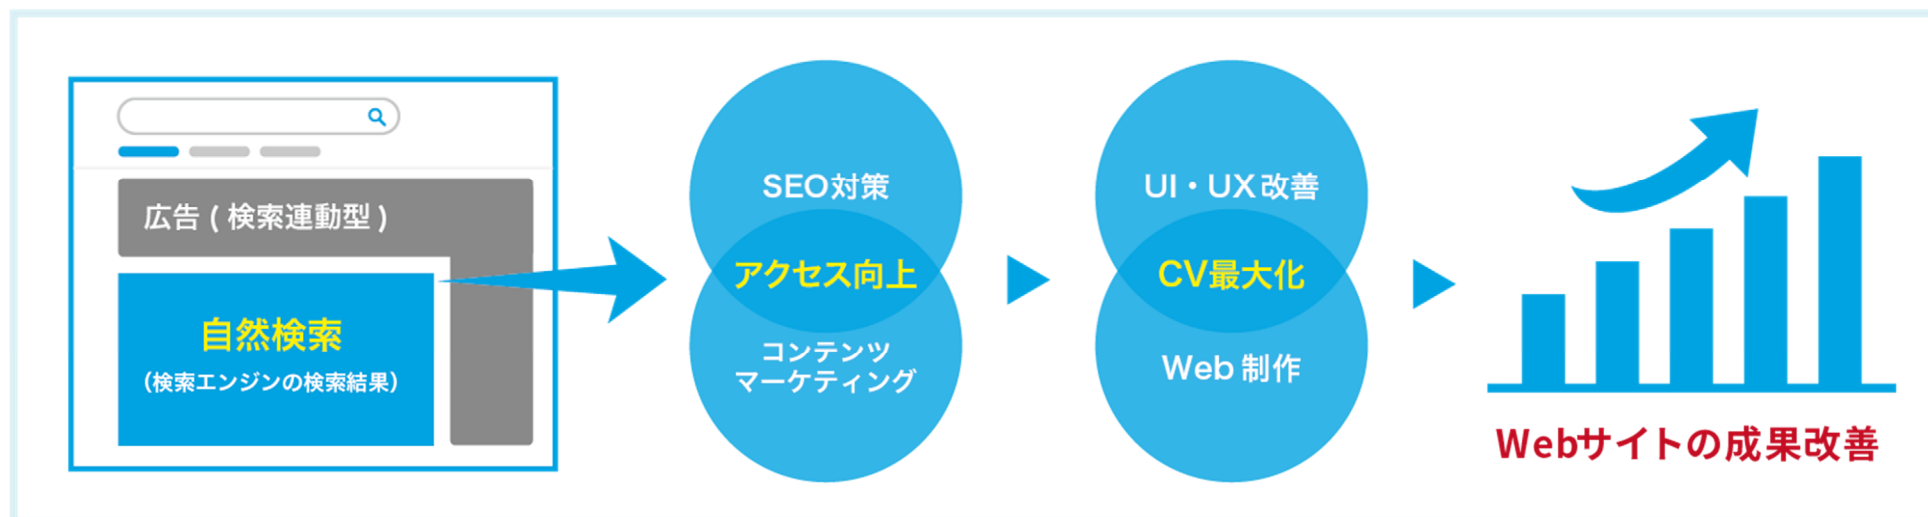 広告 ( 検索連動型 )
自然検索
(検索エンジンの検索結果)
SEO対策
アクセス向上
コンテンツ
マーケティング
UI・UX改善
CV最大化
Web 制作
Webサイトの成果改善